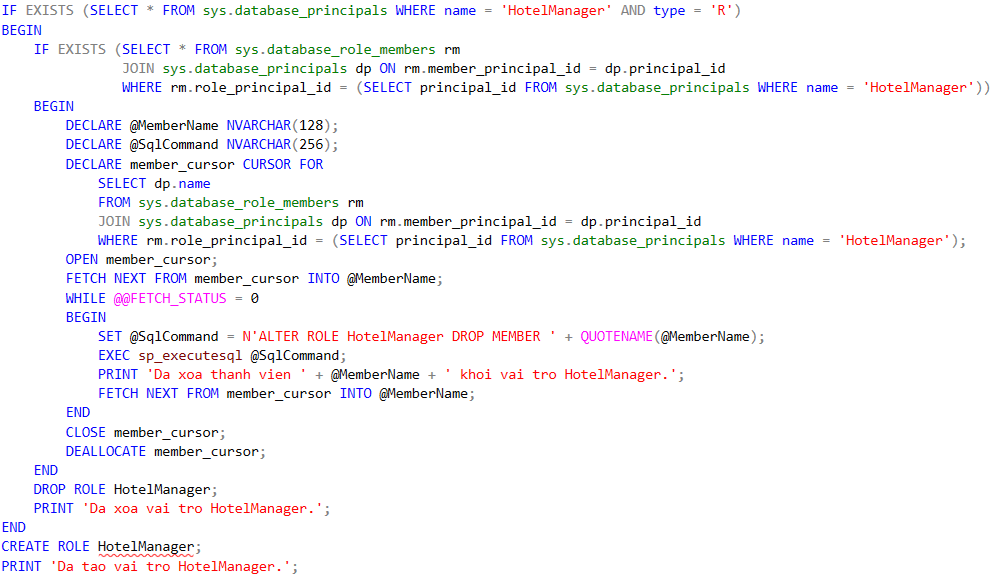 IF EXISTS (SELECT * FROM sys.database_principals WHERE name = 'HotelManager' AND type = 'R')
BEGIN
    IF EXISTS (SELECT * FROM sys.database_role_members rm
               JOIN sys.database_principals dp ON rm.member_principal_id = dp.principal_id
               WHERE rm.role_principal_id = (SELECT principal_id FROM sys.database_principals WHERE name = 'HotelManager'))
    BEGIN
        DECLARE @MemberName NVARCHAR(128);
        DECLARE @SqlCommand NVARCHAR(256);
        DECLARE member_cursor CURSOR FOR
            SELECT dp.name
            FROM sys.database_role_members rm
            JOIN sys.database_principals dp ON rm.member_principal_id = dp.principal_id
            WHERE rm.role_principal_id = (SELECT principal_id FROM sys.database_principals WHERE name = 'HotelManager');
        OPEN member_cursor;
        FETCH NEXT FROM member_cursor INTO @MemberName;
        WHILE @@FETCH_STATUS = 0
        BEGIN
            SET @SqlCommand = N'ALTER ROLE HotelManager DROP MEMBER ' + QUOTENAME(@MemberName);
            EXEC sp_executesql @SqlCommand;
            PRINT 'Da xoa thanh vien ' + @MemberName + ' khoi vai tro HotelManager.';
            FETCH NEXT FROM member_cursor INTO @MemberName;
        END
        CLOSE member_cursor;
        DEALLOCATE member_cursor;
    END
    DROP ROLE HotelManager;
    PRINT 'Da xoa vai tro HotelManager.';
END
CREATE ROLE HotelManager;
PRINT 'Da tao vai tro HotelManager.';